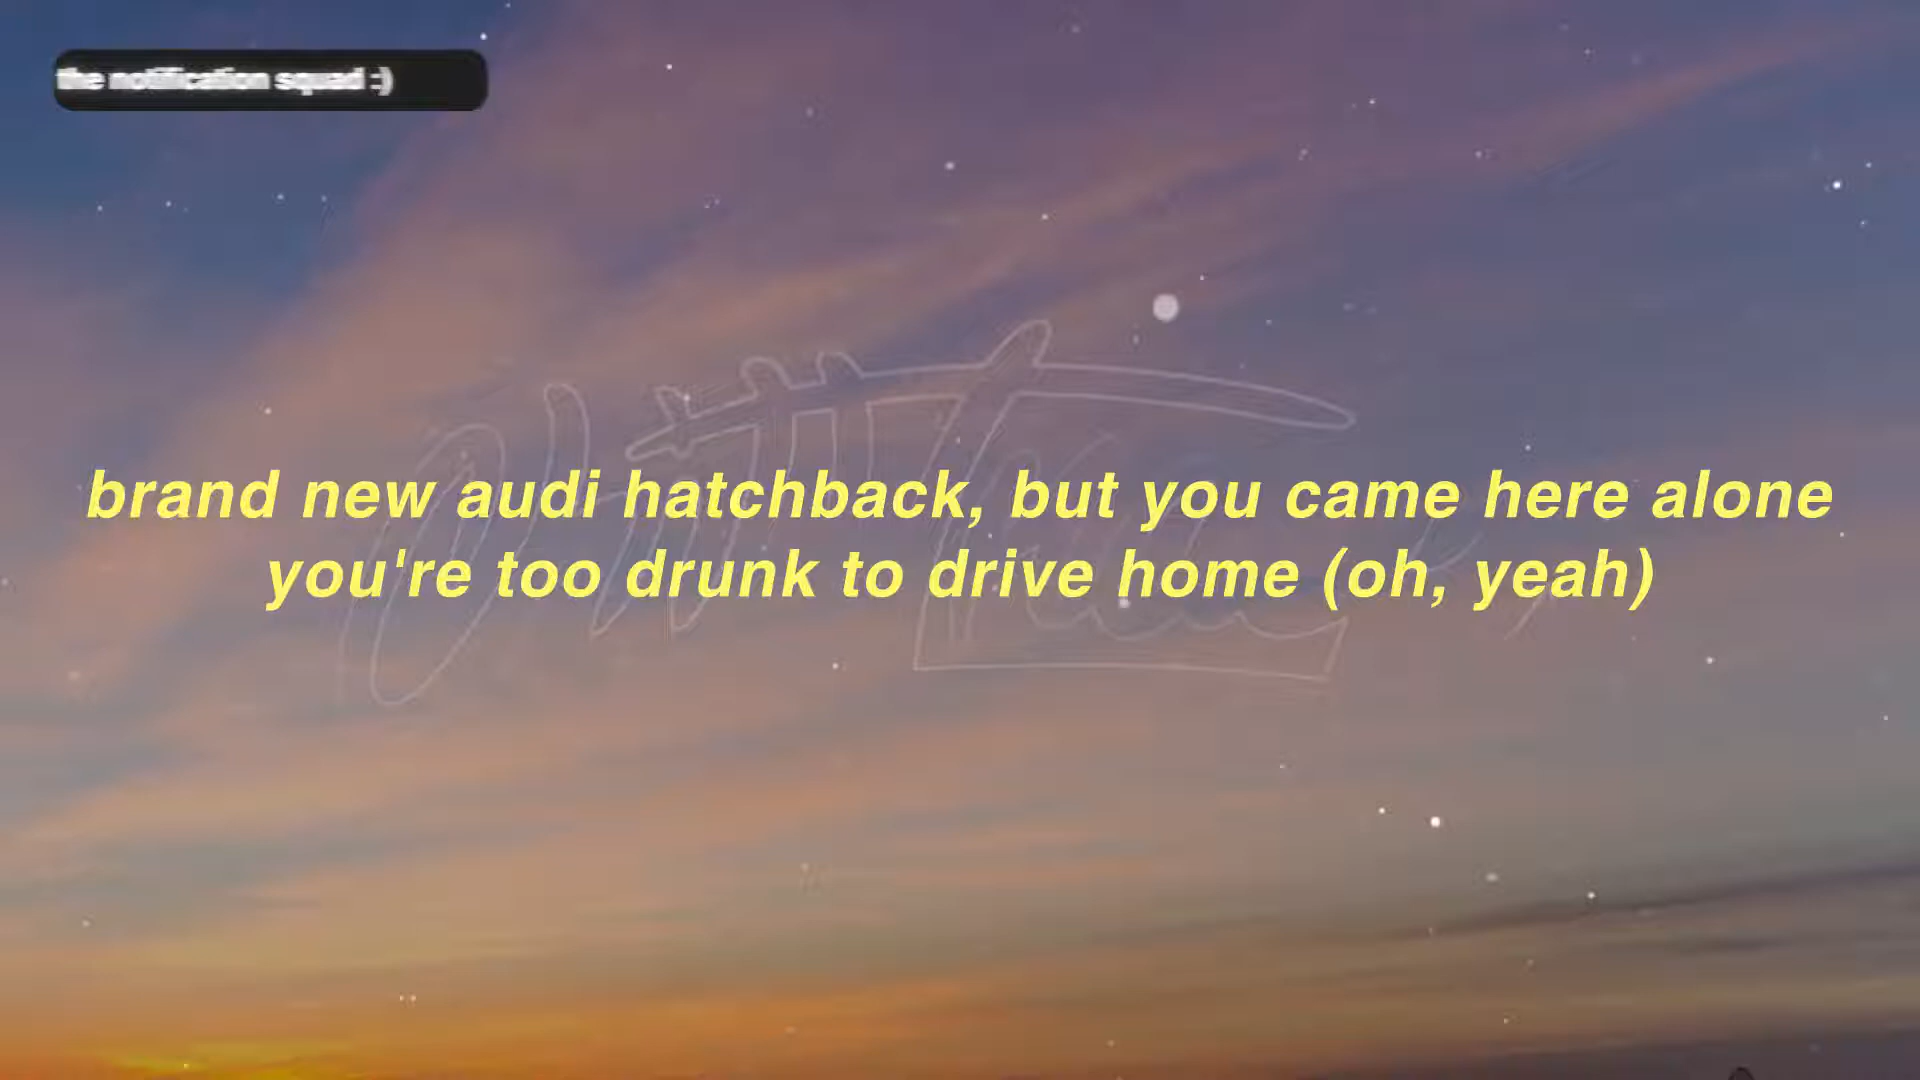 the notification squad :)
brand new audi hatchback, but you came here alone
you're too drunk to drive home (oh, yeah)